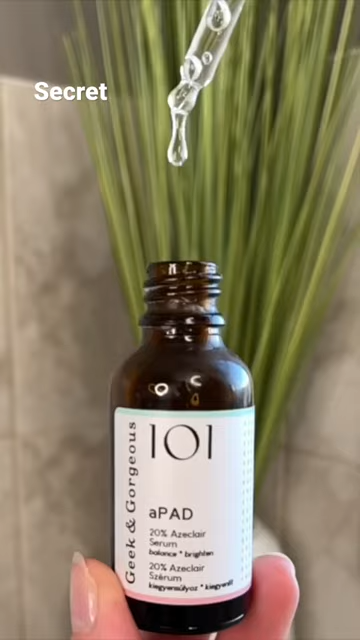 Secret
Geek & Gorgeous
101
aPAD
20% Azeclair
Serum
balance * brighten
20% Azeclair
Szérum
kiegyensúlyoz * kiegyenlít